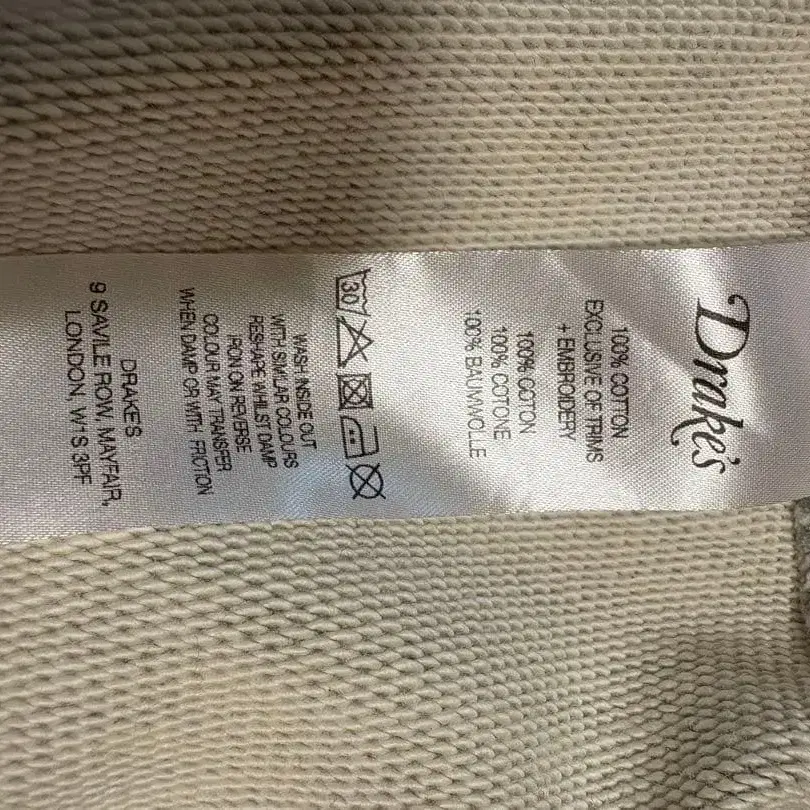 Drake's
100% COTTON
EXCLUSIVE OF TRIMS
+ EMBROIDERY
100% COTON
100% COTONE
100% BAUMWOLLE
30
WASH INSIDE OUT
WITH SIMILAR COLOURS
RESHAPE WHILST DAMP
IRON ON REVERSE
COLOUR MAY TRANSFER
WHEN DAMP OR WITH FRICTION
DRAKES
9 SAVILE ROW, MAYFAIR,
LONDON, W1S 3PF